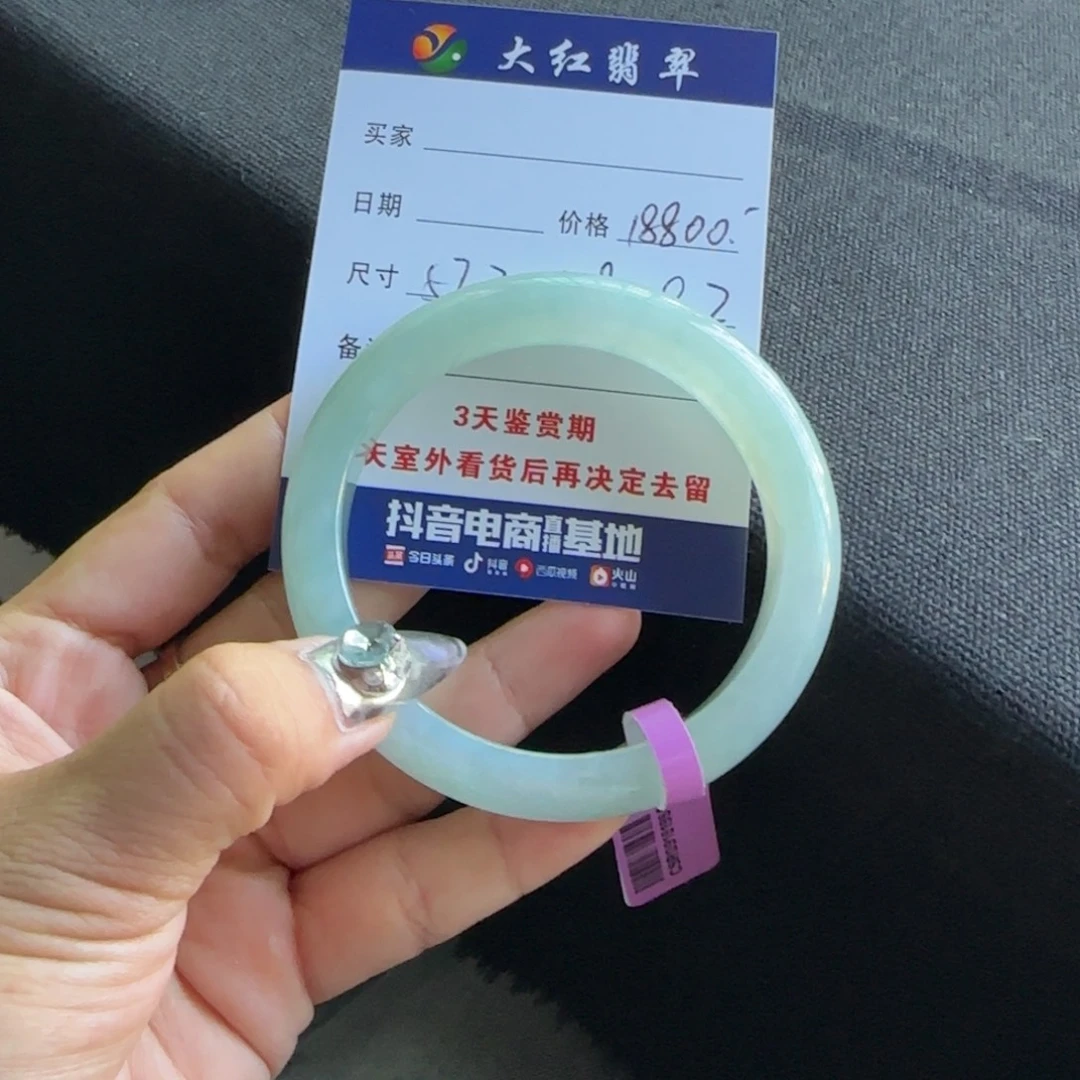 大红翡翠
买家
日期 价格 18800.-
尺寸
3天鉴赏期
天室外看货后再决定去留
抖音电商直播基地
今日头条 抖音 西瓜视频 火山